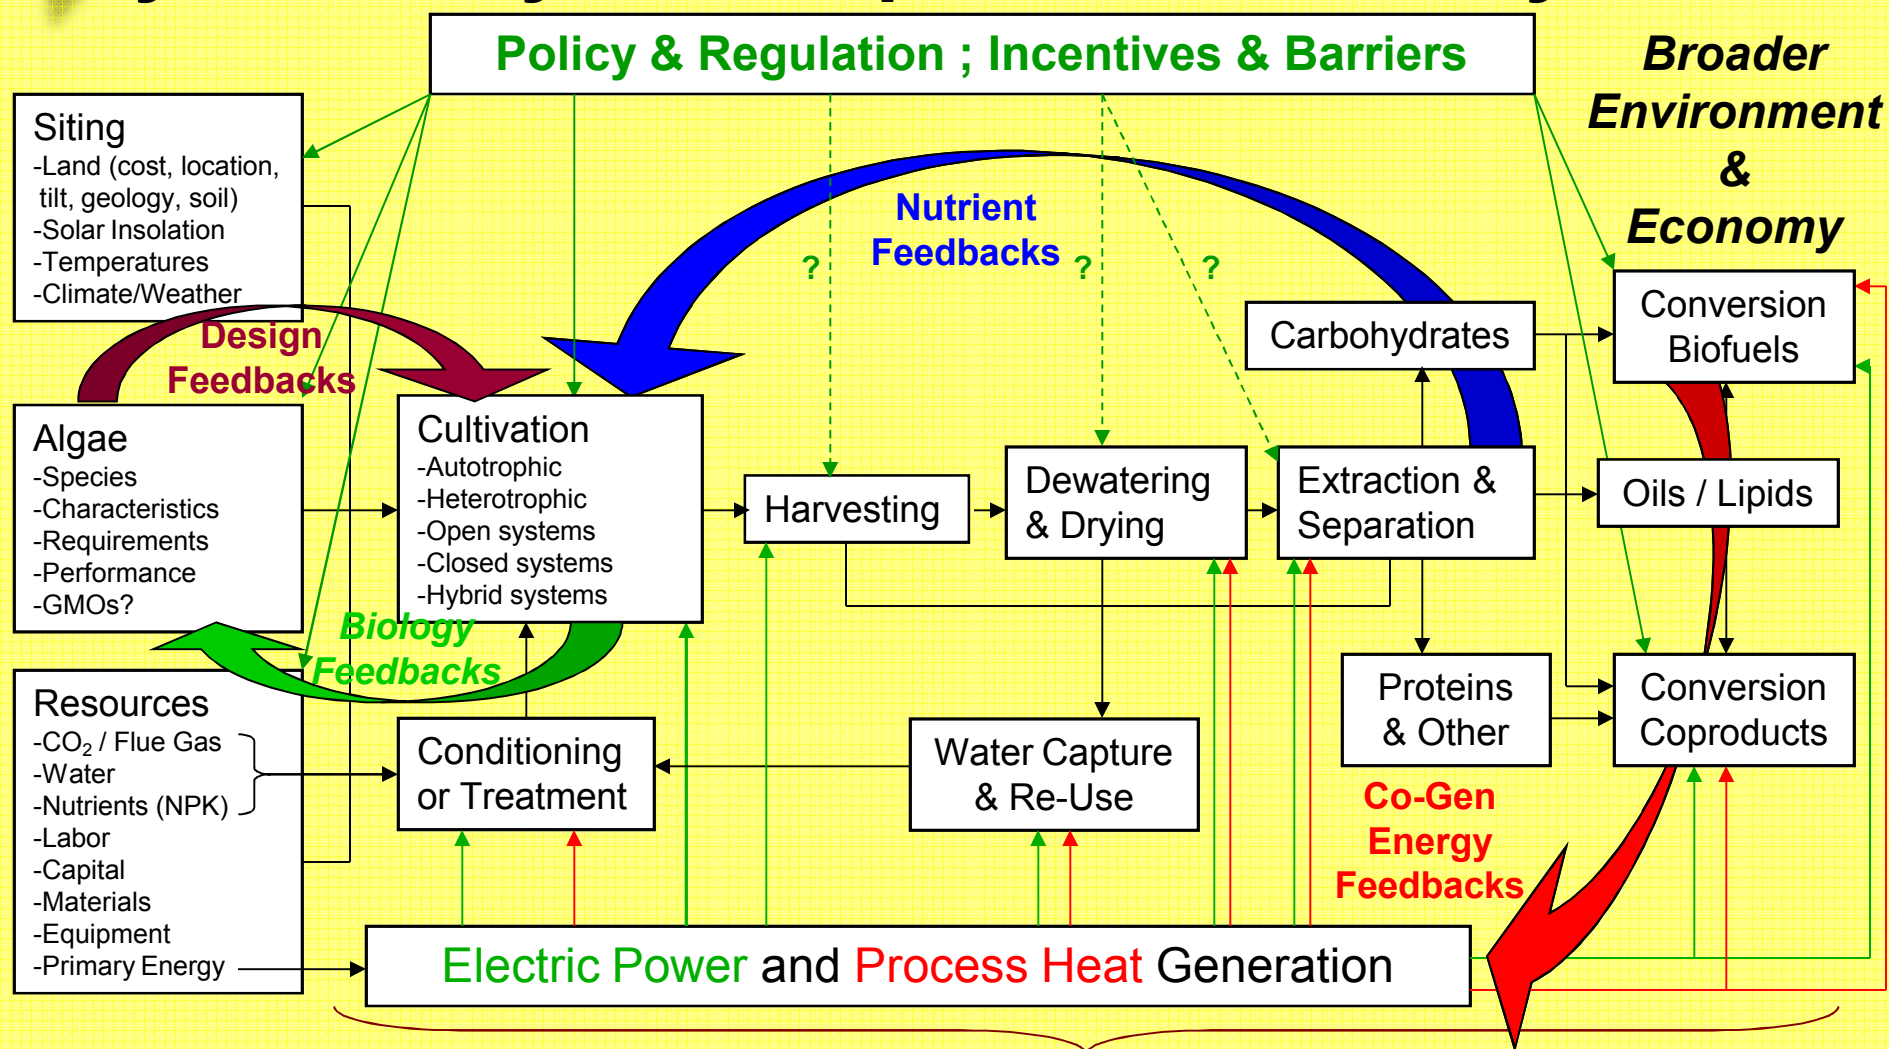 Policy & Regulation ; Incentives & Barriers
Broader
Environment
&
Economy
Siting
-Land (cost, location,
tilt, geology, soil)
-Solar Insolation
-Temperatures
-Climate/Weather
Nutrient
Feedbacks
?
?
?
Design
Feedbacks
Carbohydrates
Conversion
Biofuels
Algae
-Species
-Characteristics
-Requirements
-Performance
-GMOs?
Cultivation
-Autotrophic
-Heterotrophic
-Open systems
-Closed systems
-Hybrid systems
Harvesting
Dewatering
& Drying
Extraction &
Separation
Oils / Lipids
Biology
Feedbacks
Resources
-CO₂ / Flue Gas
-Water
-Nutrients (NPK)
-Labor
-Capital
-Materials
-Equipment
-Primary Energy
Conditioning
or Treatment
Water Capture
& Re-Use
Proteins
& Other
Conversion
Coproducts
Co-Gen
Energy
Feedbacks
Electric Power and Process Heat Generation